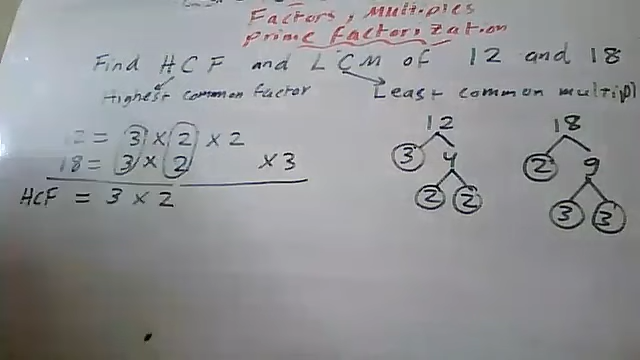 Factors, Multiples
prime factorization
Find HCF and LCM of 12 and 18
Highest common factor
Least common multipl
12 = 3 × 2 × 2
18 = 3 × 2 × 3
HCF = 3 × 2
12
3 4
2 2
18
2 9
3 3